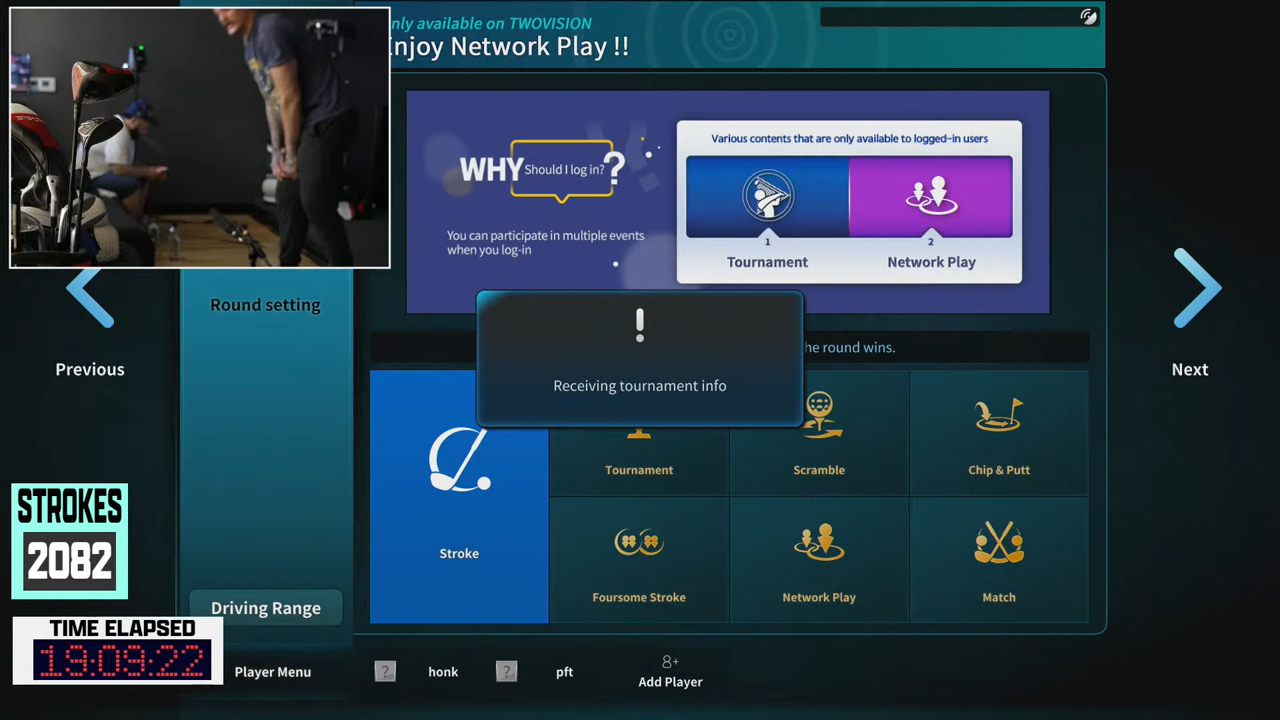 nly available on TWOVISION
Enjoy Network Play !!
WHY Should I log in? ?
You can participate in multiple events
when you log-in
Various contents that are only available to logged-in users
1
Tournament
2
Network Play
Round setting
Previous
Next
!
Receiving tournament info
he round wins.
Stroke
Tournament
Scramble
Chip & Putt
Foursome Stroke
Network Play
Match
STROKES
2082
Driving Range
TIME ELAPSED
19:09:22
Player Menu
?
honk
?
pft
8+
Add Player